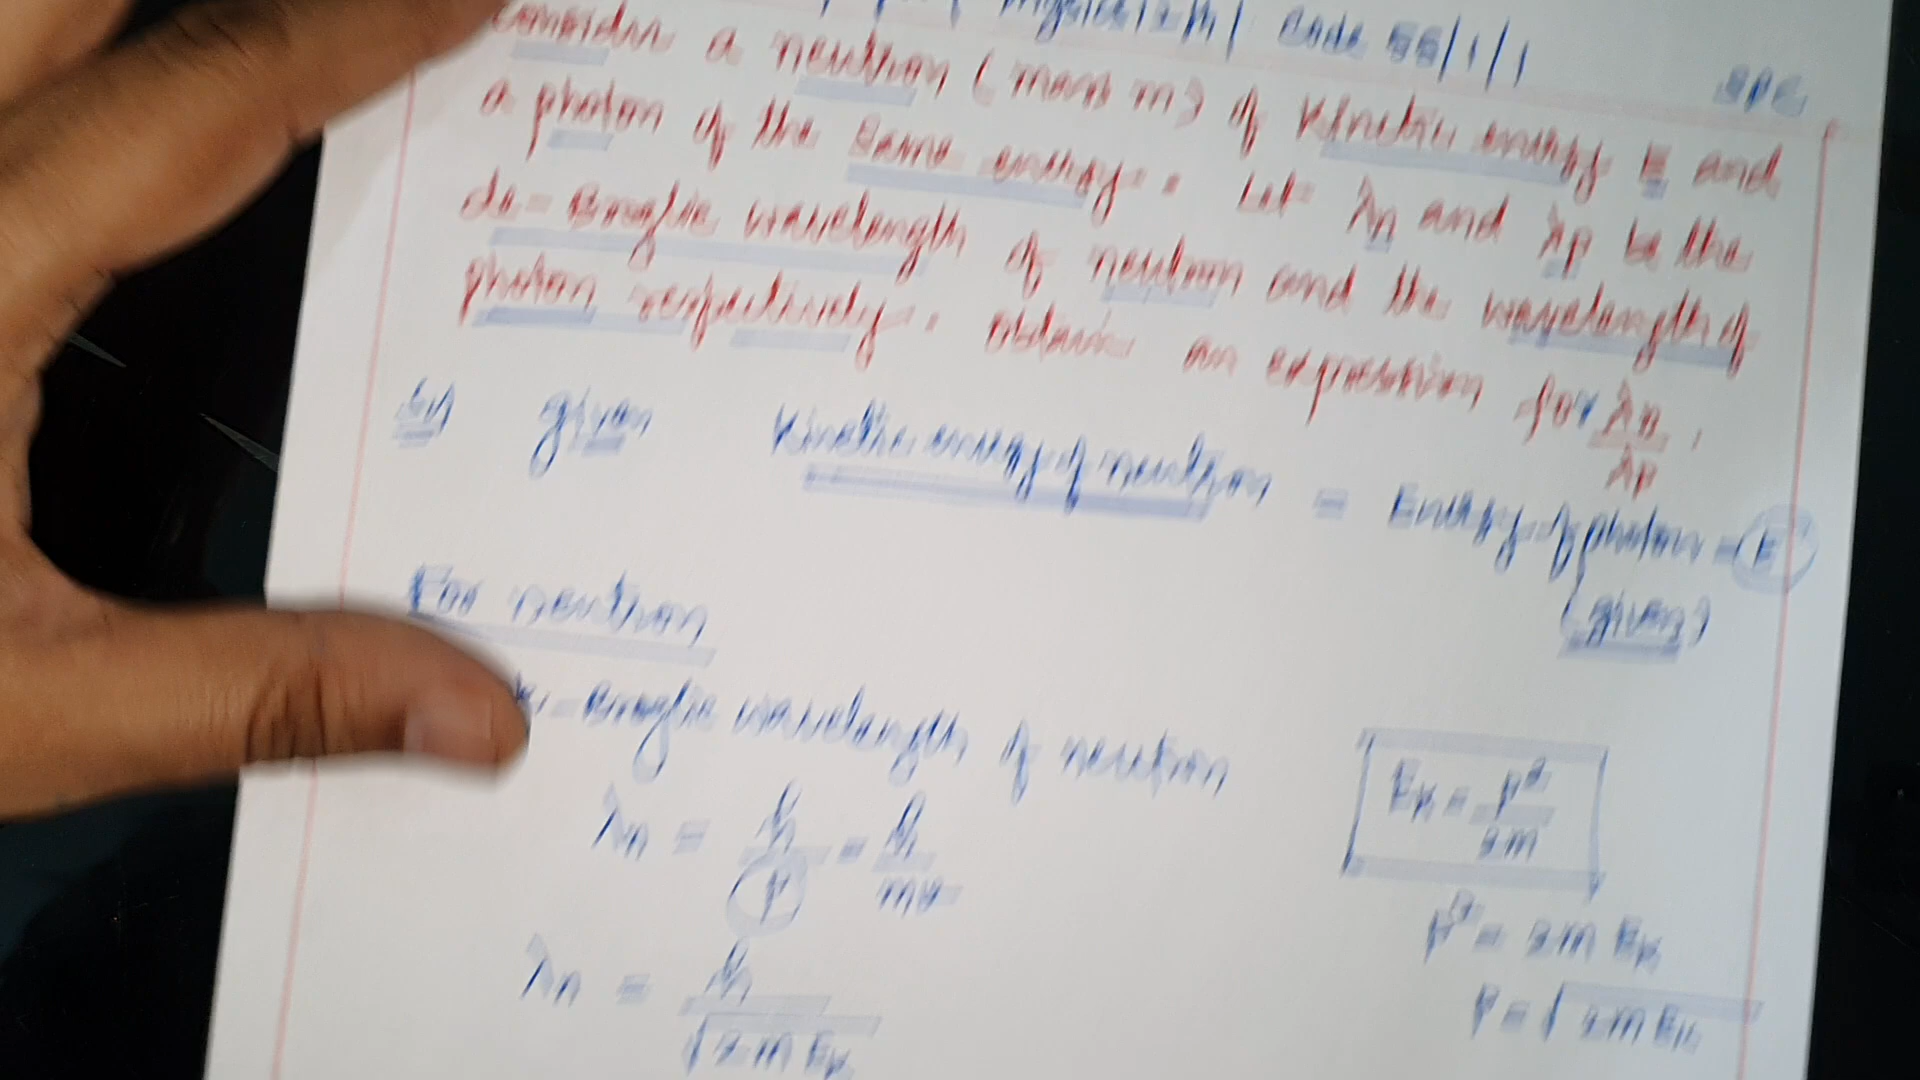 Physics 12th | Code 55/1/1
Consider a neutron (mass m) of Kinetic energy E and
a photon of the same energy. Let λn and λp be the
de-Broglie wavelength of neutron and the wavelength of
photon respectively. Obtain an expression for λn/λp.
Sol given Kinetic energy of neutron = Energy of photon = E
(given)
For neutron
-Broglie wavelength of neutron
λn = h/p = h/mv
Ek = p²/2m
p² = 2m Ek
λn = h/√2m Ek
p = √2m Ek